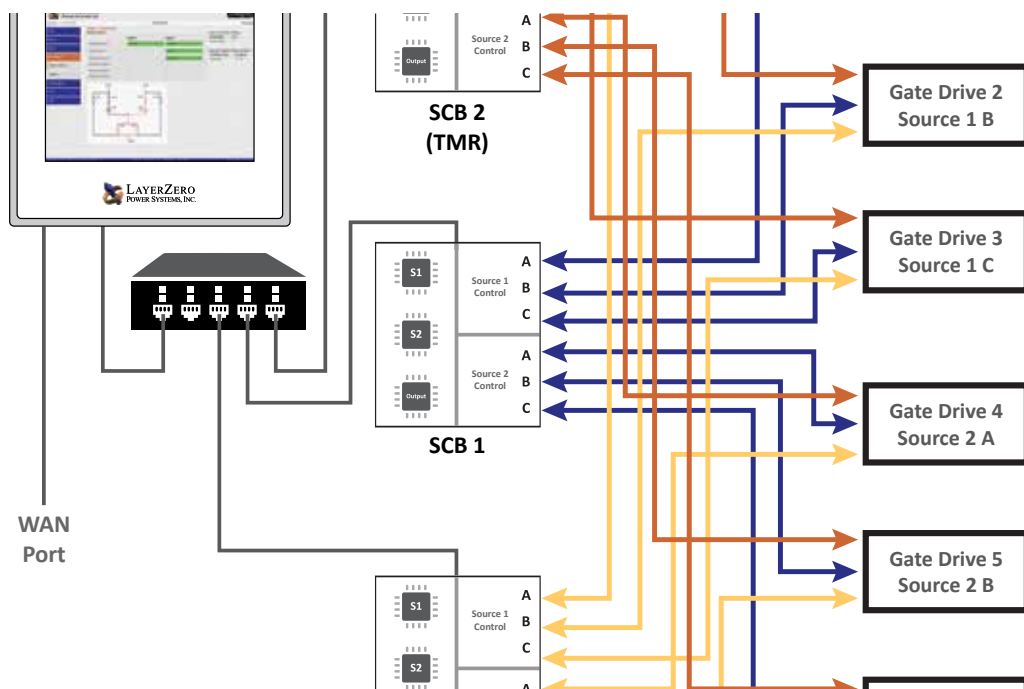 A
Source 2
Control
B
Output
C
SCB 2
(TMR)
Gate Drive 2
Source 1 B
LAYERZERO
POWER SYSTEMS, INC.
Gate Drive 3
Source 1 C
S1
Source 1
Control
A
B
C
S2
Source 2
Control
A
B
C
Output
SCB 1
Gate Drive 4
Source 2 A
WAN
Port
Gate Drive 5
Source 2 B
S1
Source 1
Control
A
B
C
S2
A